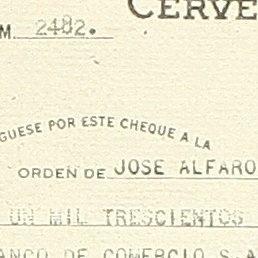 CERVE
M. 2482.
GUESE POR ESTE CHEQUE A LA
ORDEN DE JOSE ALFARO
UN MIL TRESCIENTOS
ANCO DE COMERCIO S.A